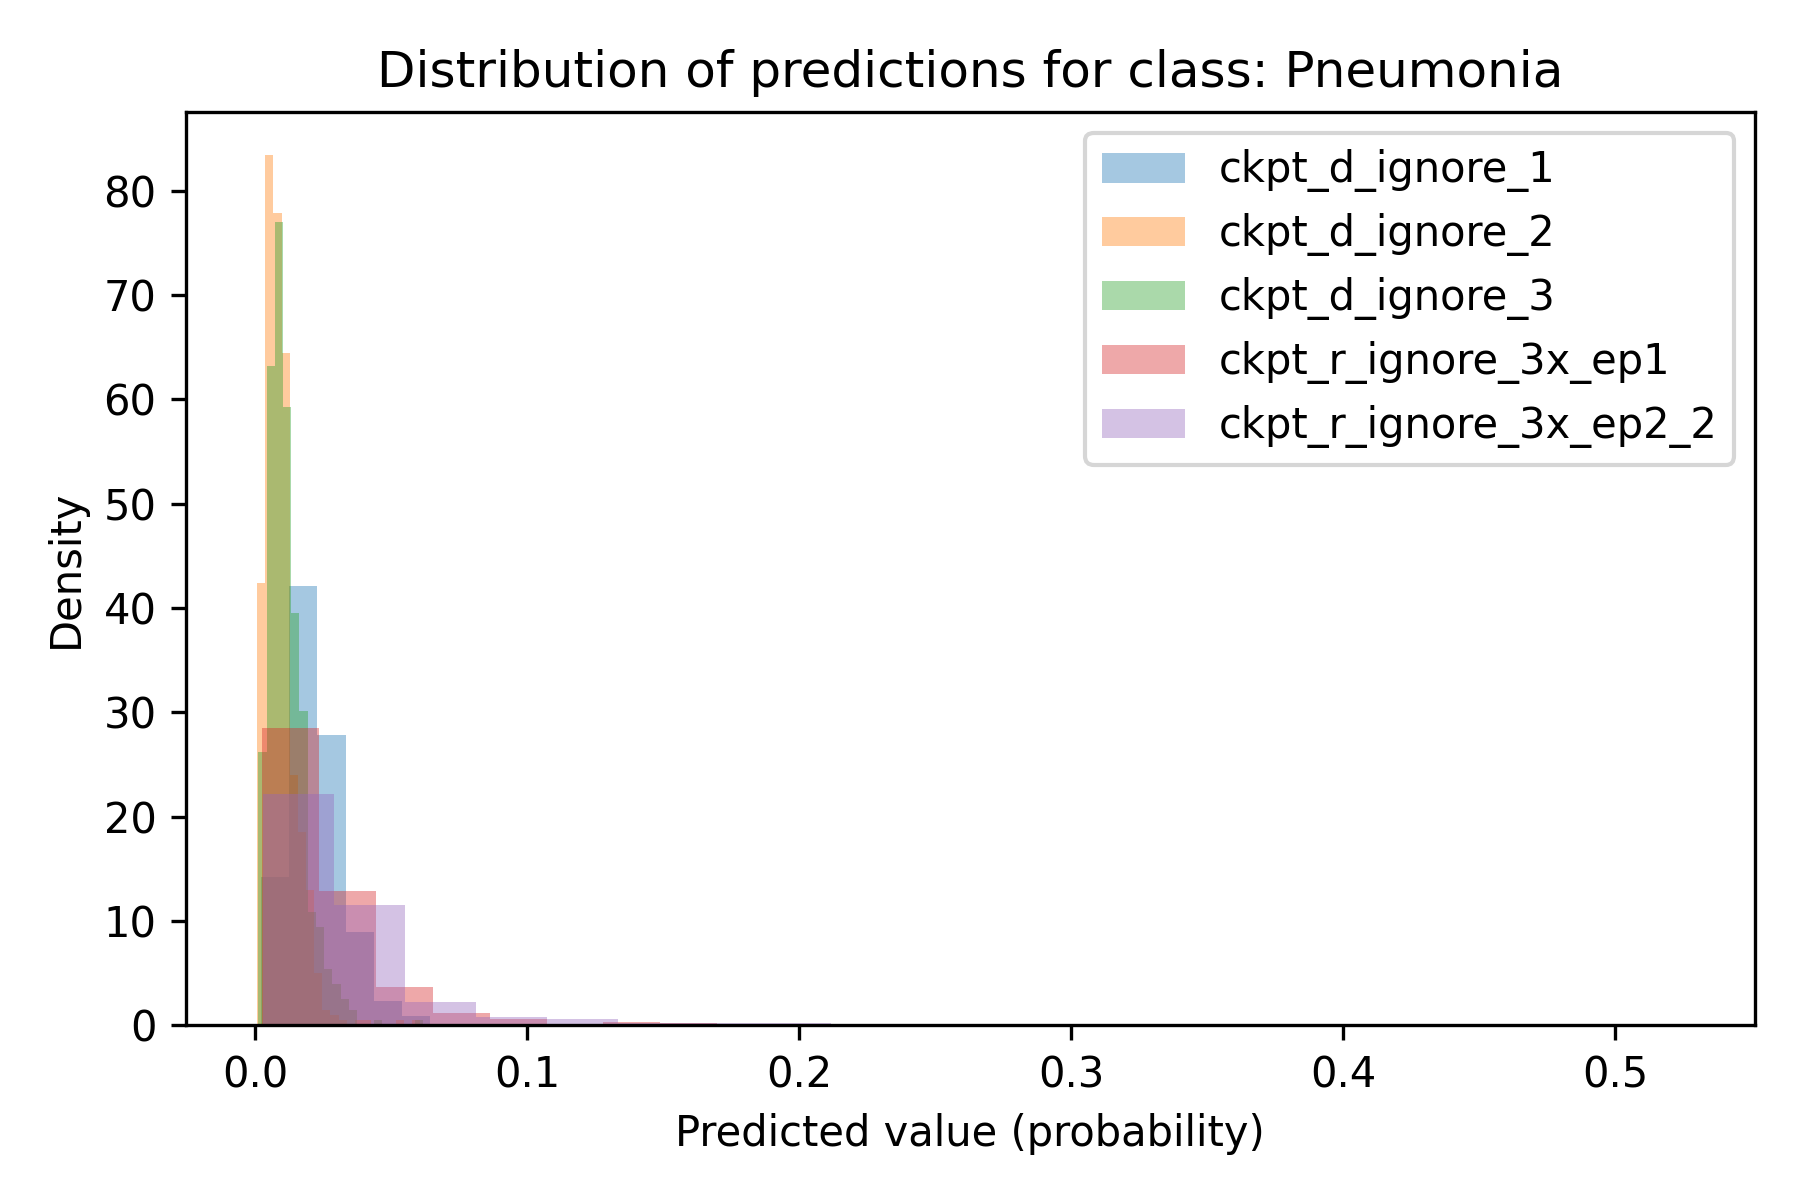 Distribution of predictions for class: Pneumonia
ckpt_d_ignore_1
ckpt_d_ignore_2
ckpt_d_ignore_3
ckpt_r_ignore_3x_ep1
ckpt_r_ignore_3x_ep2_2
Density
80
70
60
50
40
30
20
10
0
0.0 0.1 0.2 0.3 0.4 0.5
Predicted value (probability)